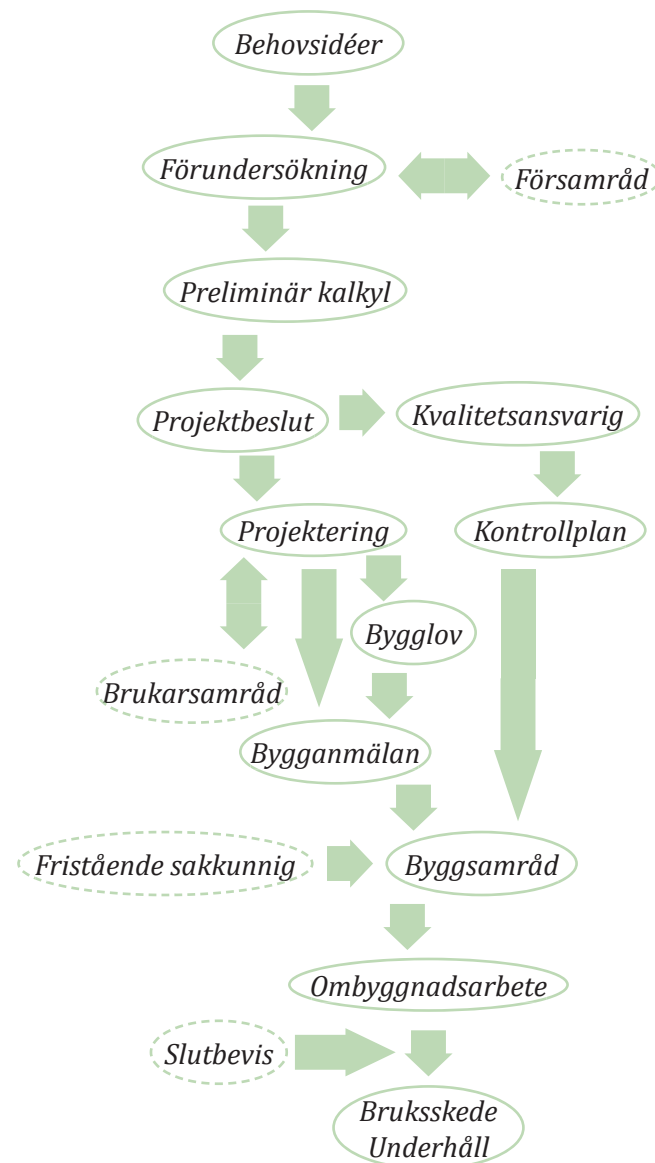 Behovsidéer
Förundersökning
Församråd
Preliminär kalkyl
Projektbeslut
Kvalitetsansvarig
Projektering
Kontrollplan
Bygglov
Brukarsamråd
Bygganmälan
Fristående sakkunnig
Byggsamråd
Ombyggnadsarbete
Slutbevis
Bruksskede
Underhåll